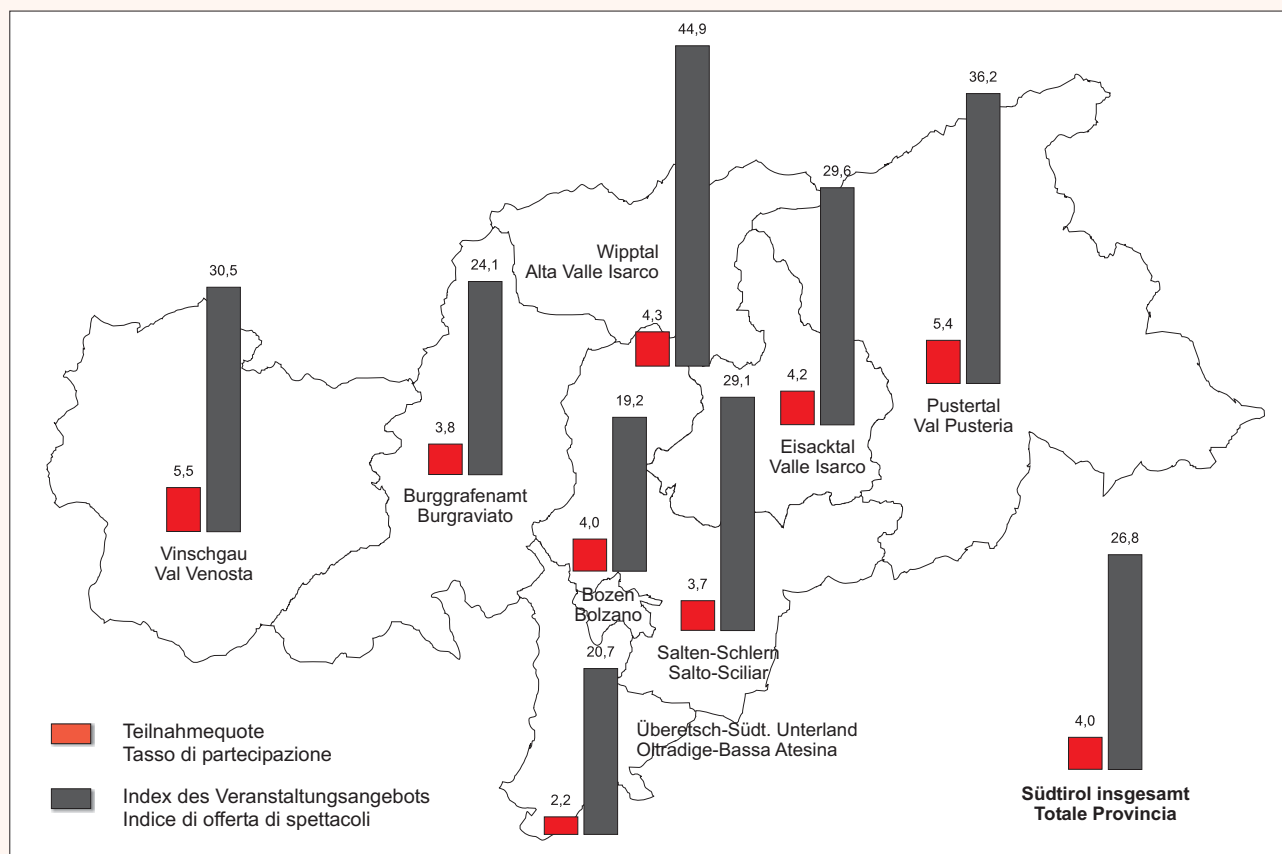 44,9
36,2
29,6
Wipptal
Alta Valle Isarco
30,5
24,1
4,3
5,4
29,1
4,2
19,2
Pustertal
Val Pusteria
3,8
Eisacktal
Valle Isarco
5,5
Burggrafenamt
Burgraviato
4,0
26,8
Vinschgau
Val Venosta
3,7
Bozen
Bolzano
20,7
Salten-Schlern
Salto-Sciliar
Teilnahmequote
Tasso di partecipazione
Überetsch-Südt. Unterland
Oltradige-Bassa Atesina
4,0
Index des Veranstaltungsangebots
Indice di offerta di spettacoli
2,2
Südtirol insgesamt
Totale Provincia